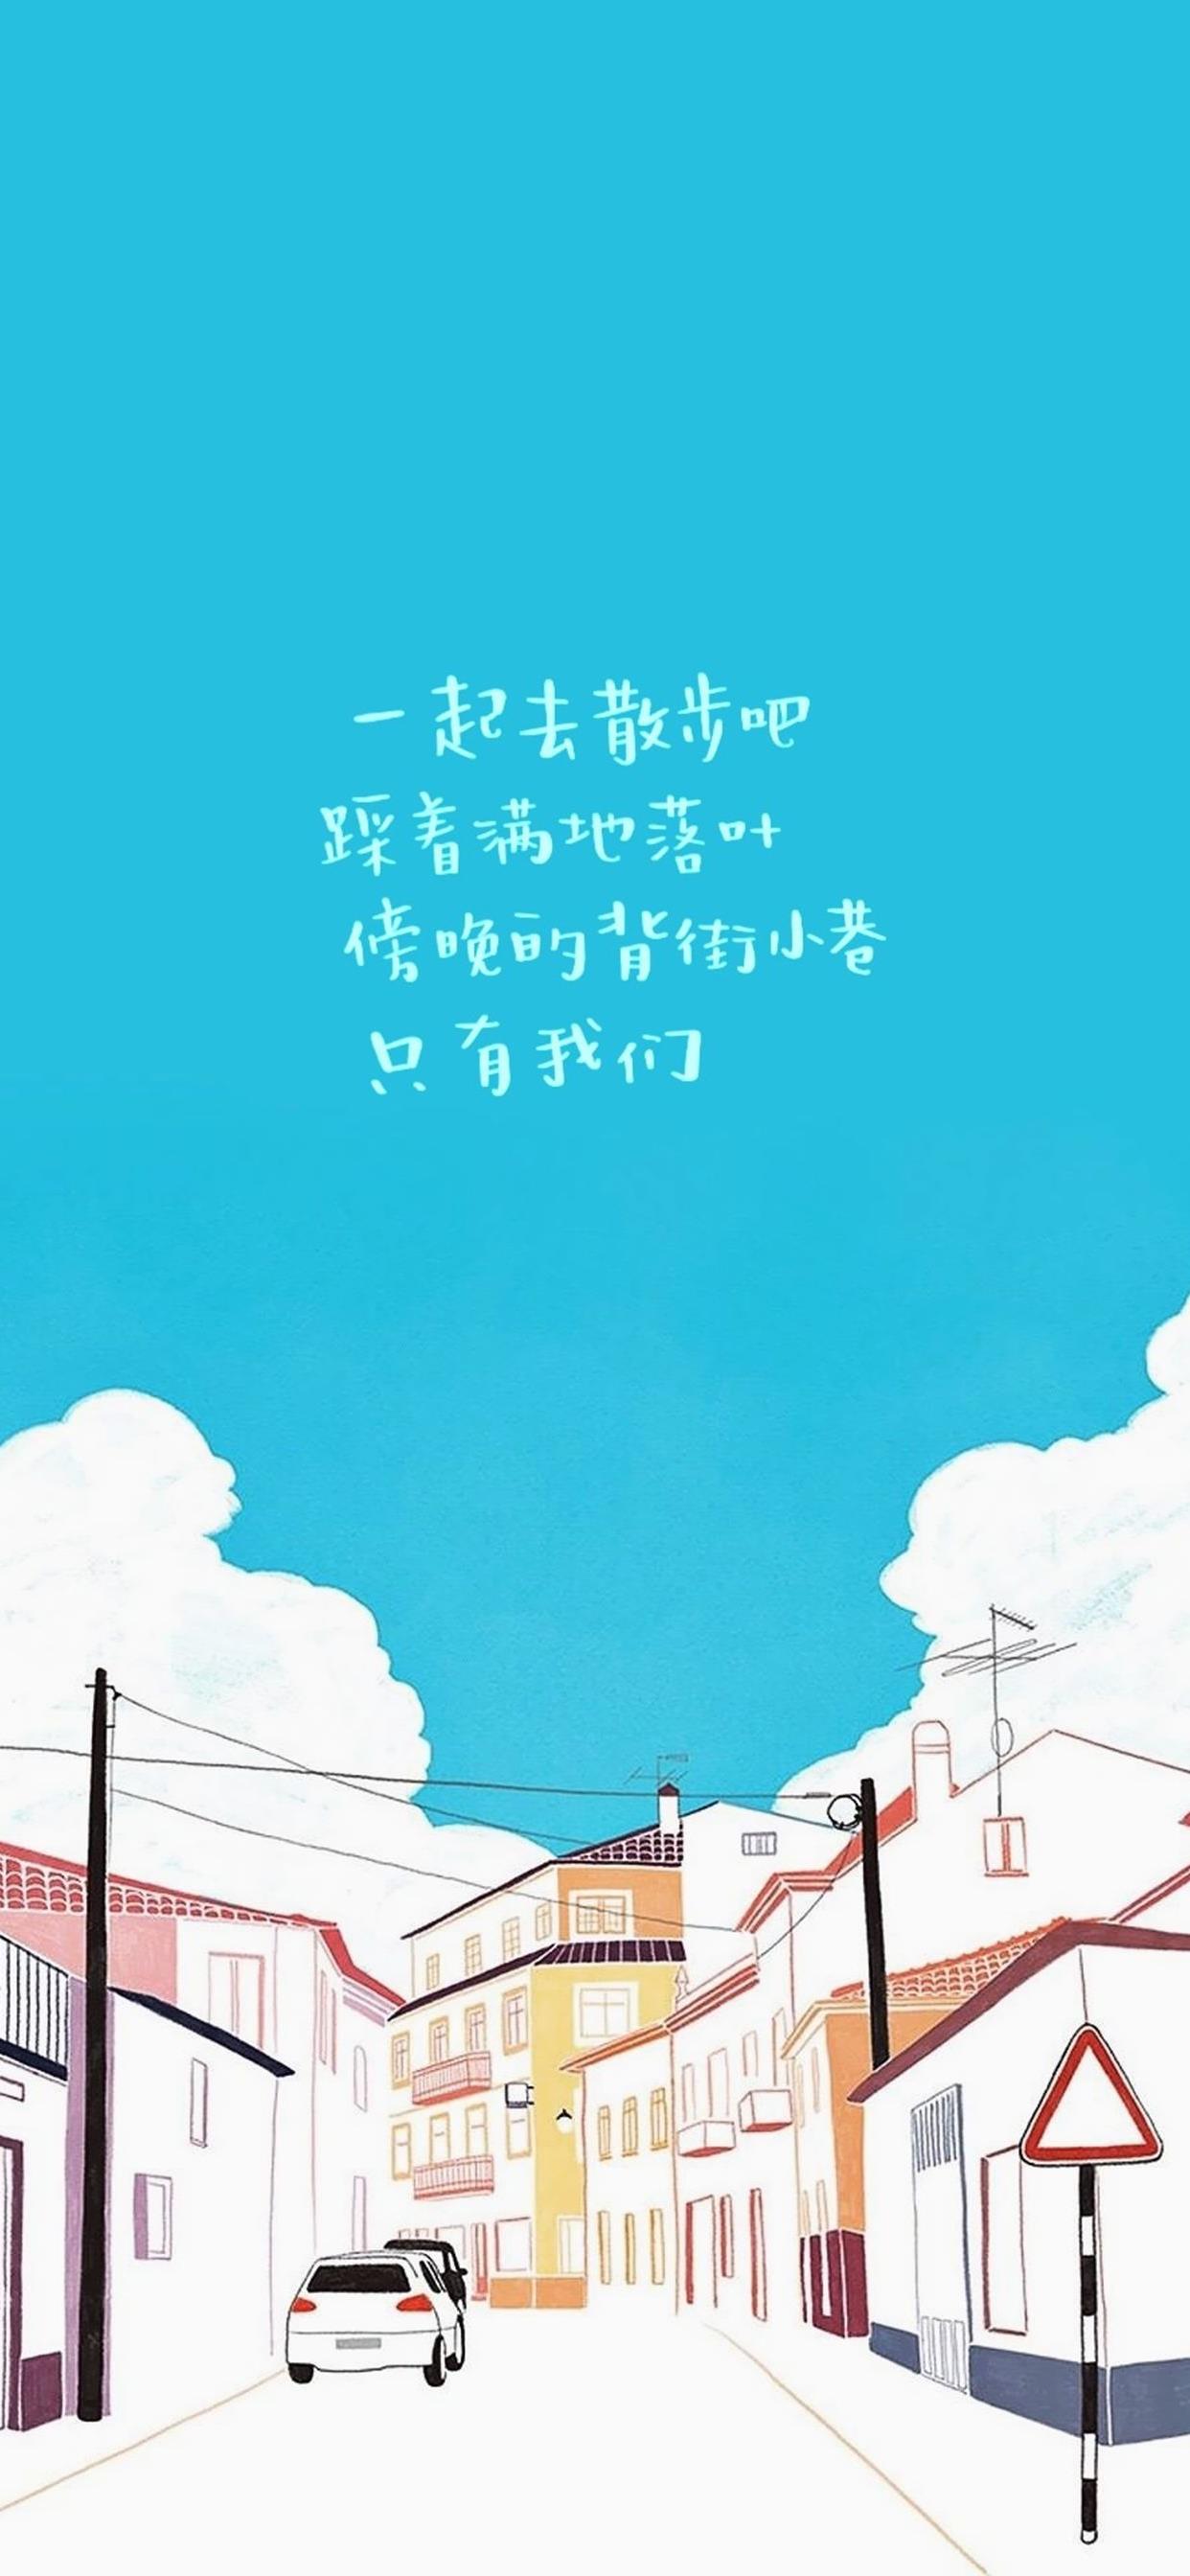 一起去散步吧
踩着满地落叶
傍晚的背街小巷
只有我们